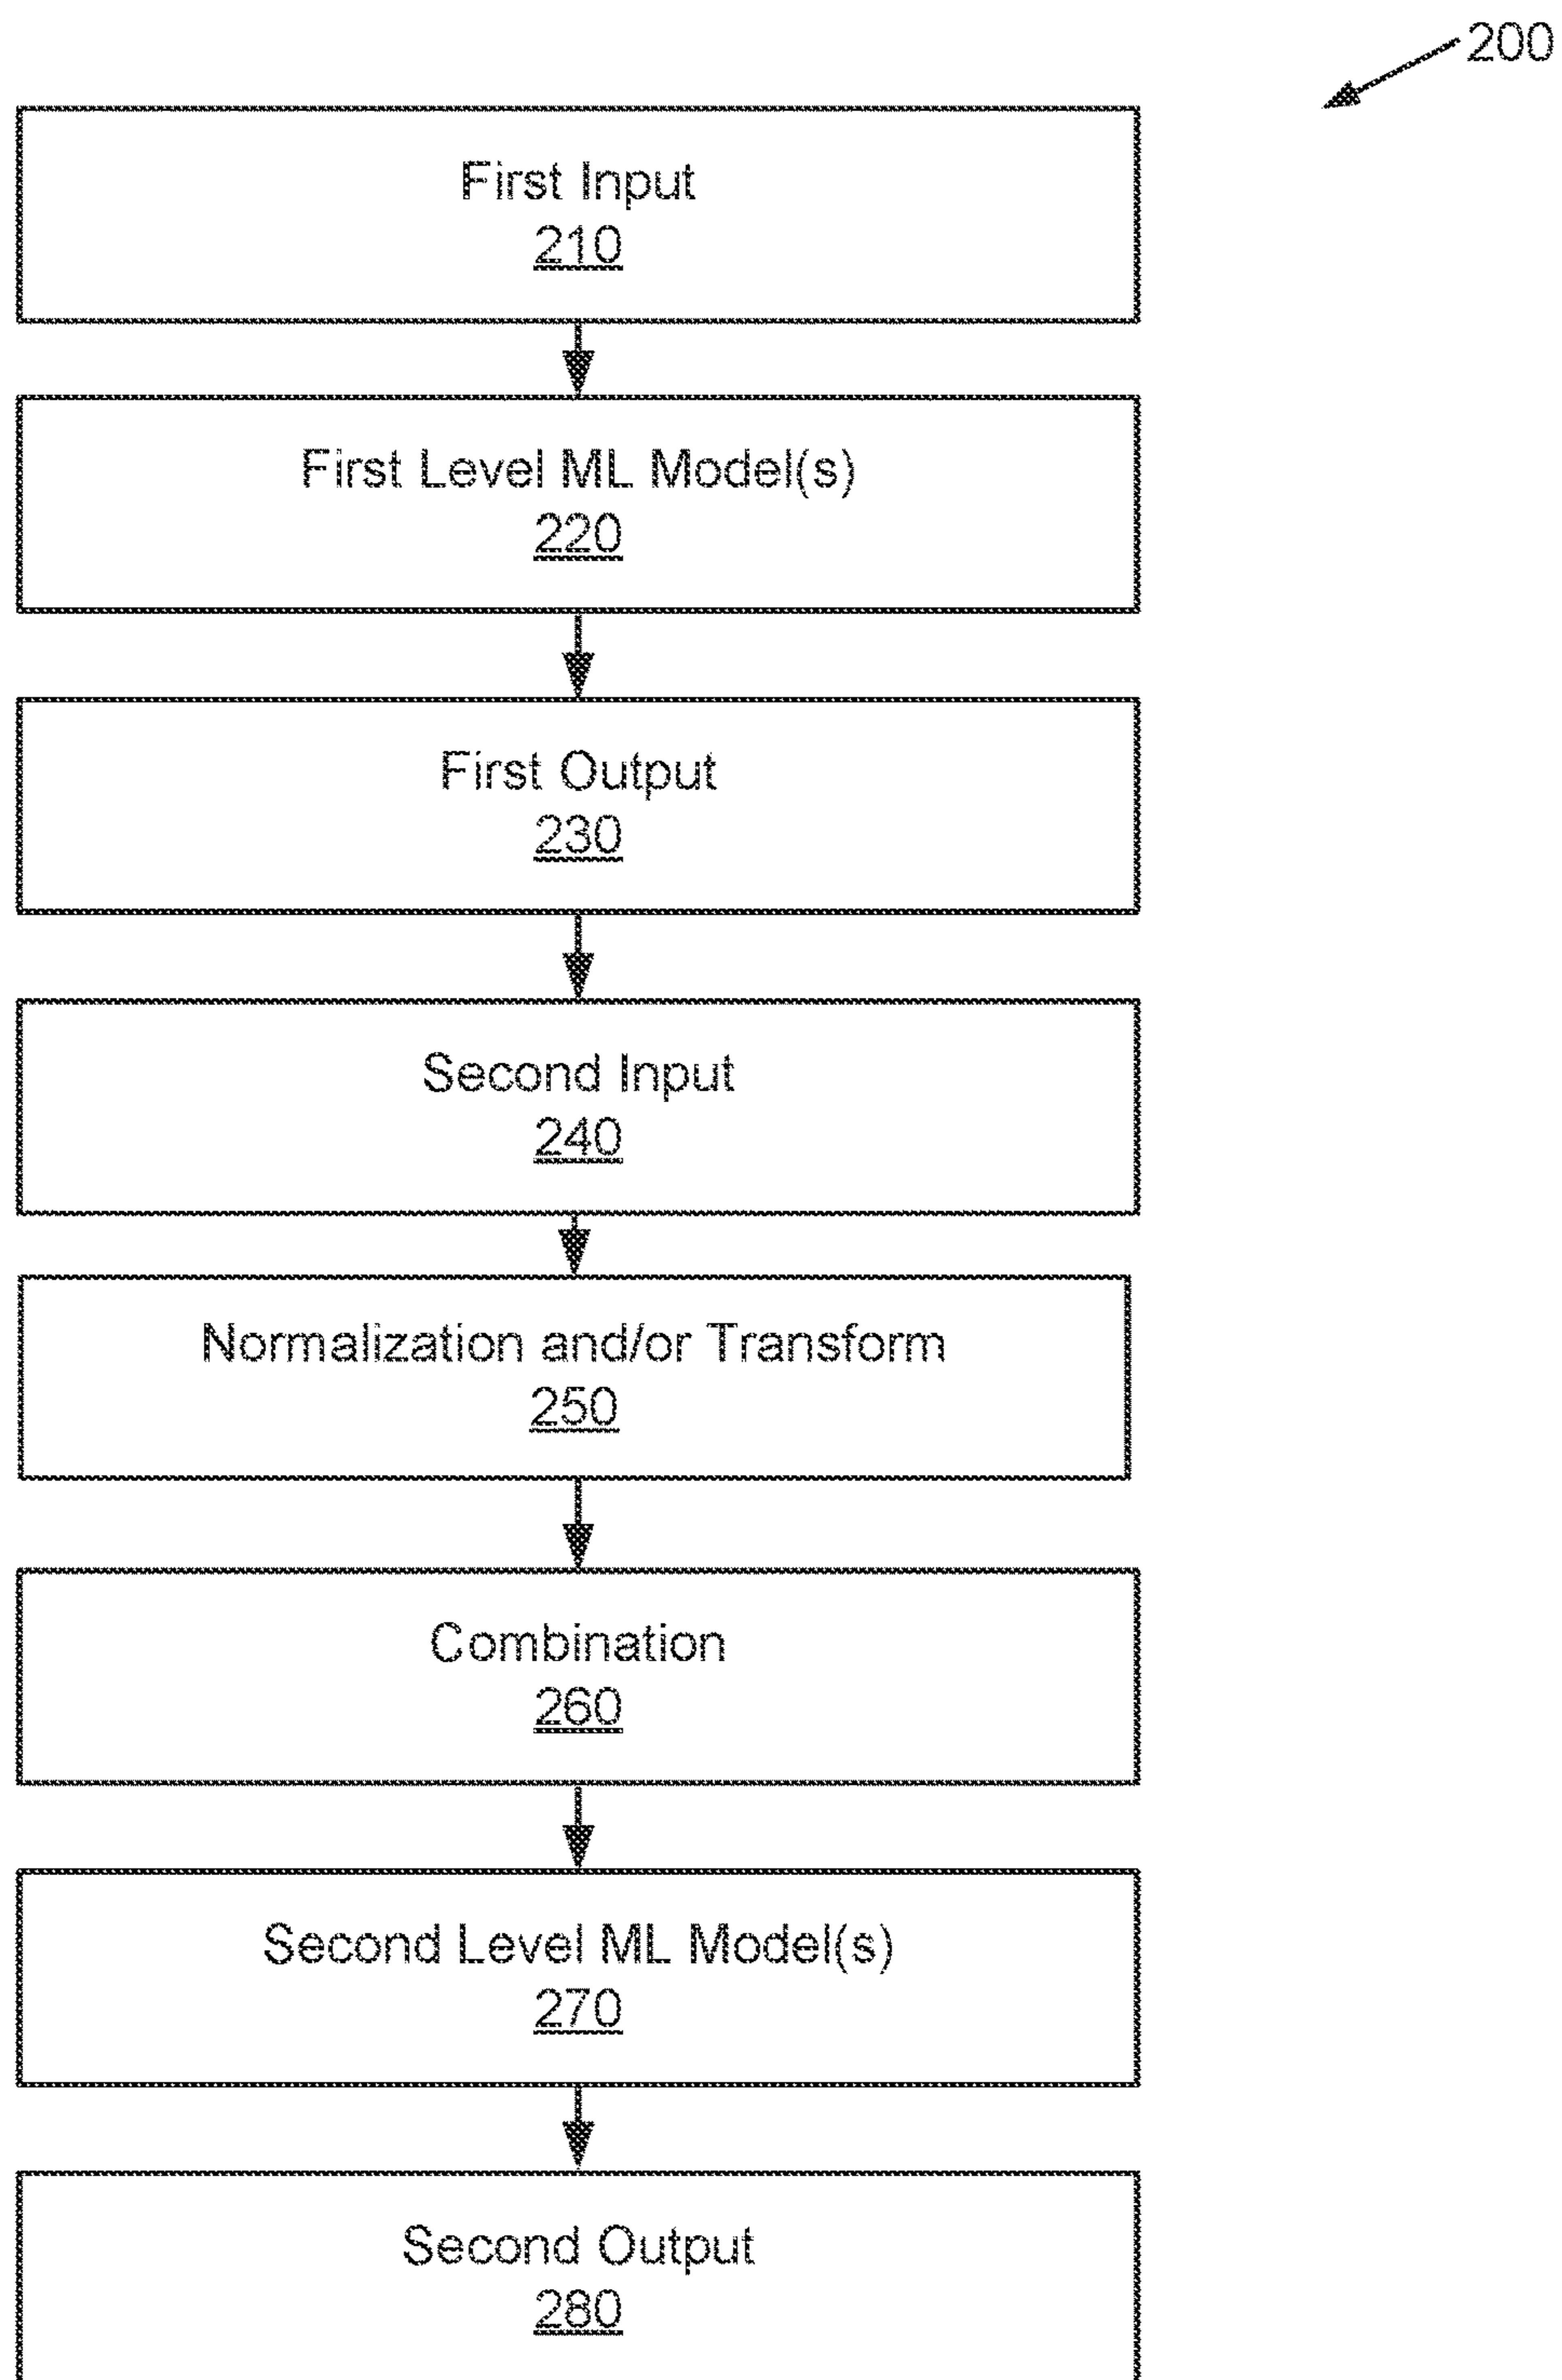 200
First Input
210
First Level ML Model(s)
220
First Output
230
Second Input
240
Normalization and/or Transform
250
Combination
260
Second Level ML Model(s)
270
Second Output
280